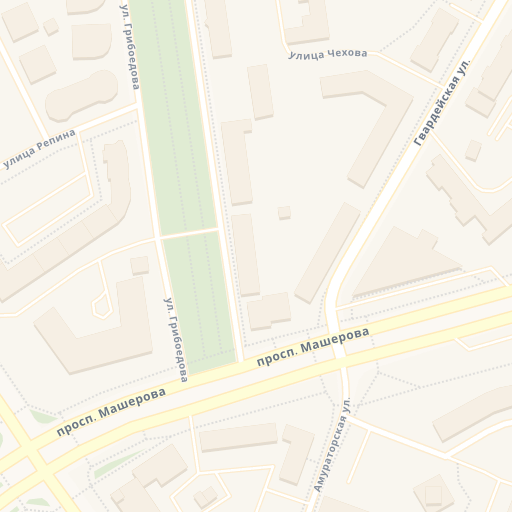 ул. Грибоедова
улица Чехова
Гвардейская ул.
улица Репина
ул. Грибоедова
просп. Машерова
просп. Машерова
Амураторская ул.